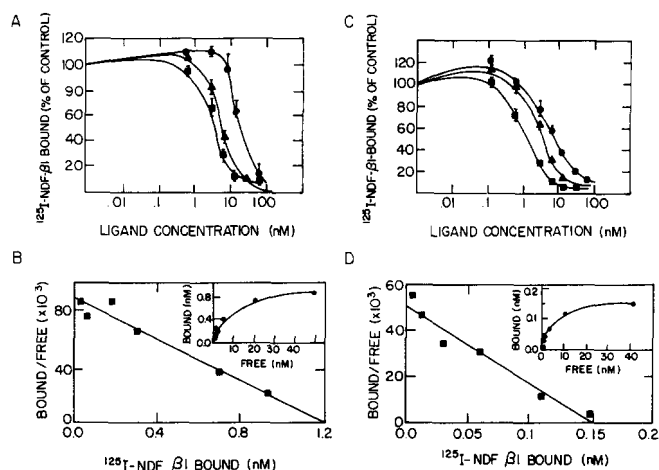 A
¹²⁵I-NDF-β1 BOUND (% OF CONTROL)
120
100
80
60
40
20
.01 .1 1 10 100
LIGAND CONCENTRATION (nM)
C
¹²⁵I-NDF-β1-BOUND (% OF CONTROL)
120
100
80
60
40
20
.01 .1 1 10 100
LIGAND CONCENTRATION (nM)
B
BOUND/FREE (×10³)
80
40
0
0.0 0.4 0.8 1.2
¹²⁵I-NDF β1 BOUND (nM)
BOUND (nM)
0.8
0.4
0
10 20 30 40 50
FREE (nM)
D
BOUND/FREE (×10³)
60
40
20
0
0.0 0.05 0.1 0.15 0.2
¹²⁵I-NDF β1 BOUND (nM)
BOUND (nM)
0.2
0.1
0.0
0 10 20 30 40
FREE (nM)